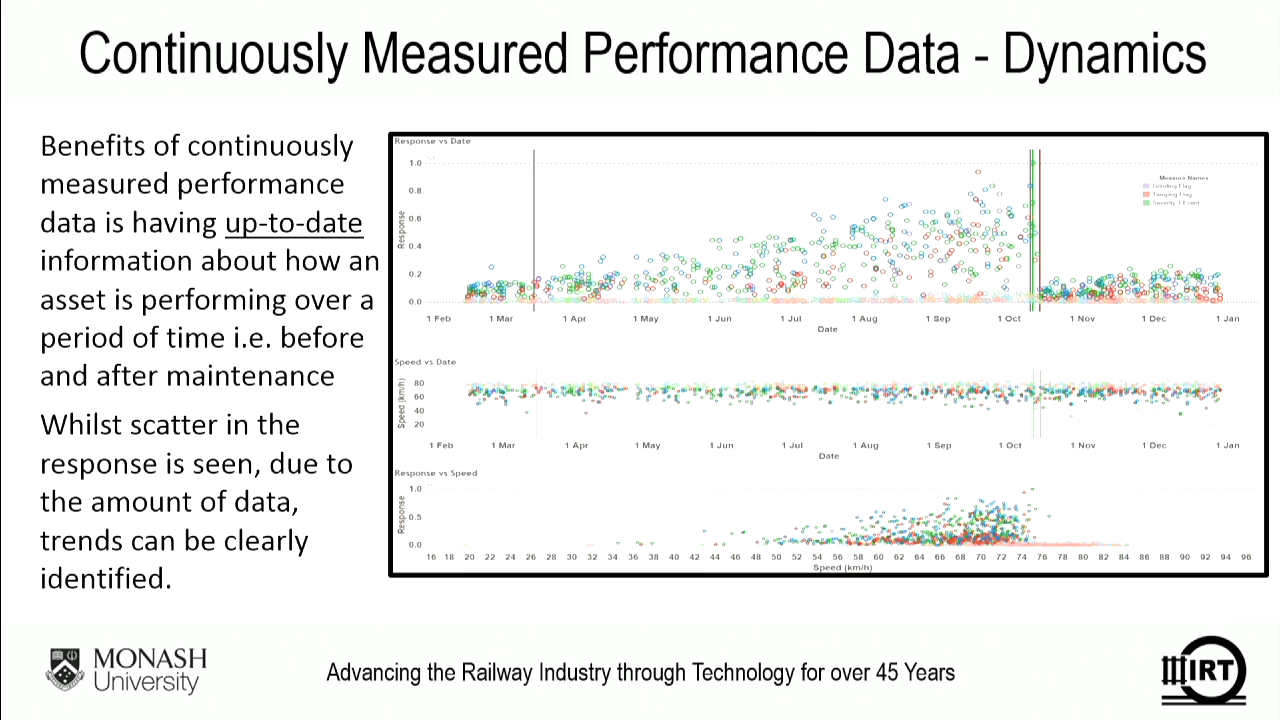 Continuously Measured Performance Data - Dynamics
Benefits of continuously
measured performance
data is having up-to-date
information about how an
asset is performing over a
period of time i.e. before
and after maintenance
Whilst scatter in the
response is seen, due to
the amount of data,
trends can be clearly
identified.
Response vs Date
1.0
0.8
0.6
0.4
0.2
0.0
Response
Measure Names
Grinding Flag
Tamping Flag
1 Feb 1 Mar 1 Apr 1 May 1 Jun 1 Jul 1 Aug 1 Sep 1 Oct 1 Nov 1 Dec 1 Jan
Date
Speed vs Date
80
60
40
20
Speed (km/h)
1 Feb 1 Mar 1 Apr 1 May 1 Jun 1 Jul 1 Aug 1 Sep 1 Oct 1 Nov 1 Dec 1 Jan
Date
Response vs Speed
1.0
0.5
0.0
Response
16 18 20 22 24 26 28 30 32 34 36 38 40 42 44 46 48 50 52 54 56 58 60 62 64 66 68 70 72 74 76 78 80 82 84 86 88 90 92 94 96
Speed (km/h)
MONASH
University
Advancing the Railway Industry through Technology for over 45 Years
IRT